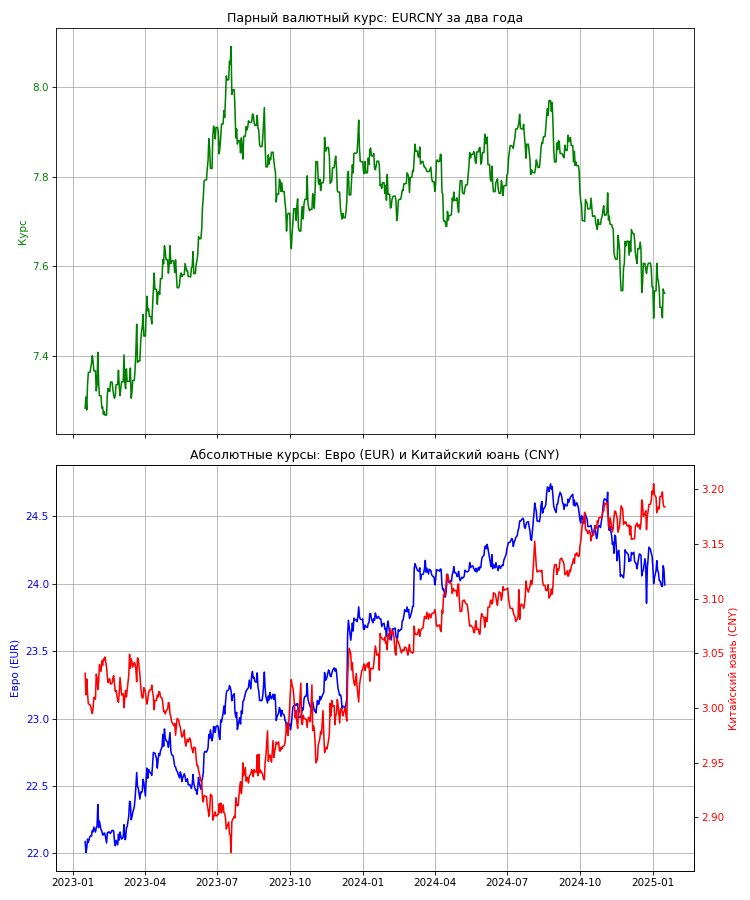 Парный валютный курс: EURCNY за два года
8.0
7.8
7.6
7.4
Курс
Абсолютные курсы: Евро (EUR) и Китайский юань (CNY)
24.5
24.0
23.5
23.0
22.5
22.0
Евро (EUR)
3.20
3.15
3.10
3.05
3.00
2.95
2.90
Китайский юань (CNY)
2023-01 2023-04 2023-07 2023-10 2024-01 2024-04 2024-07 2024-10 2025-01